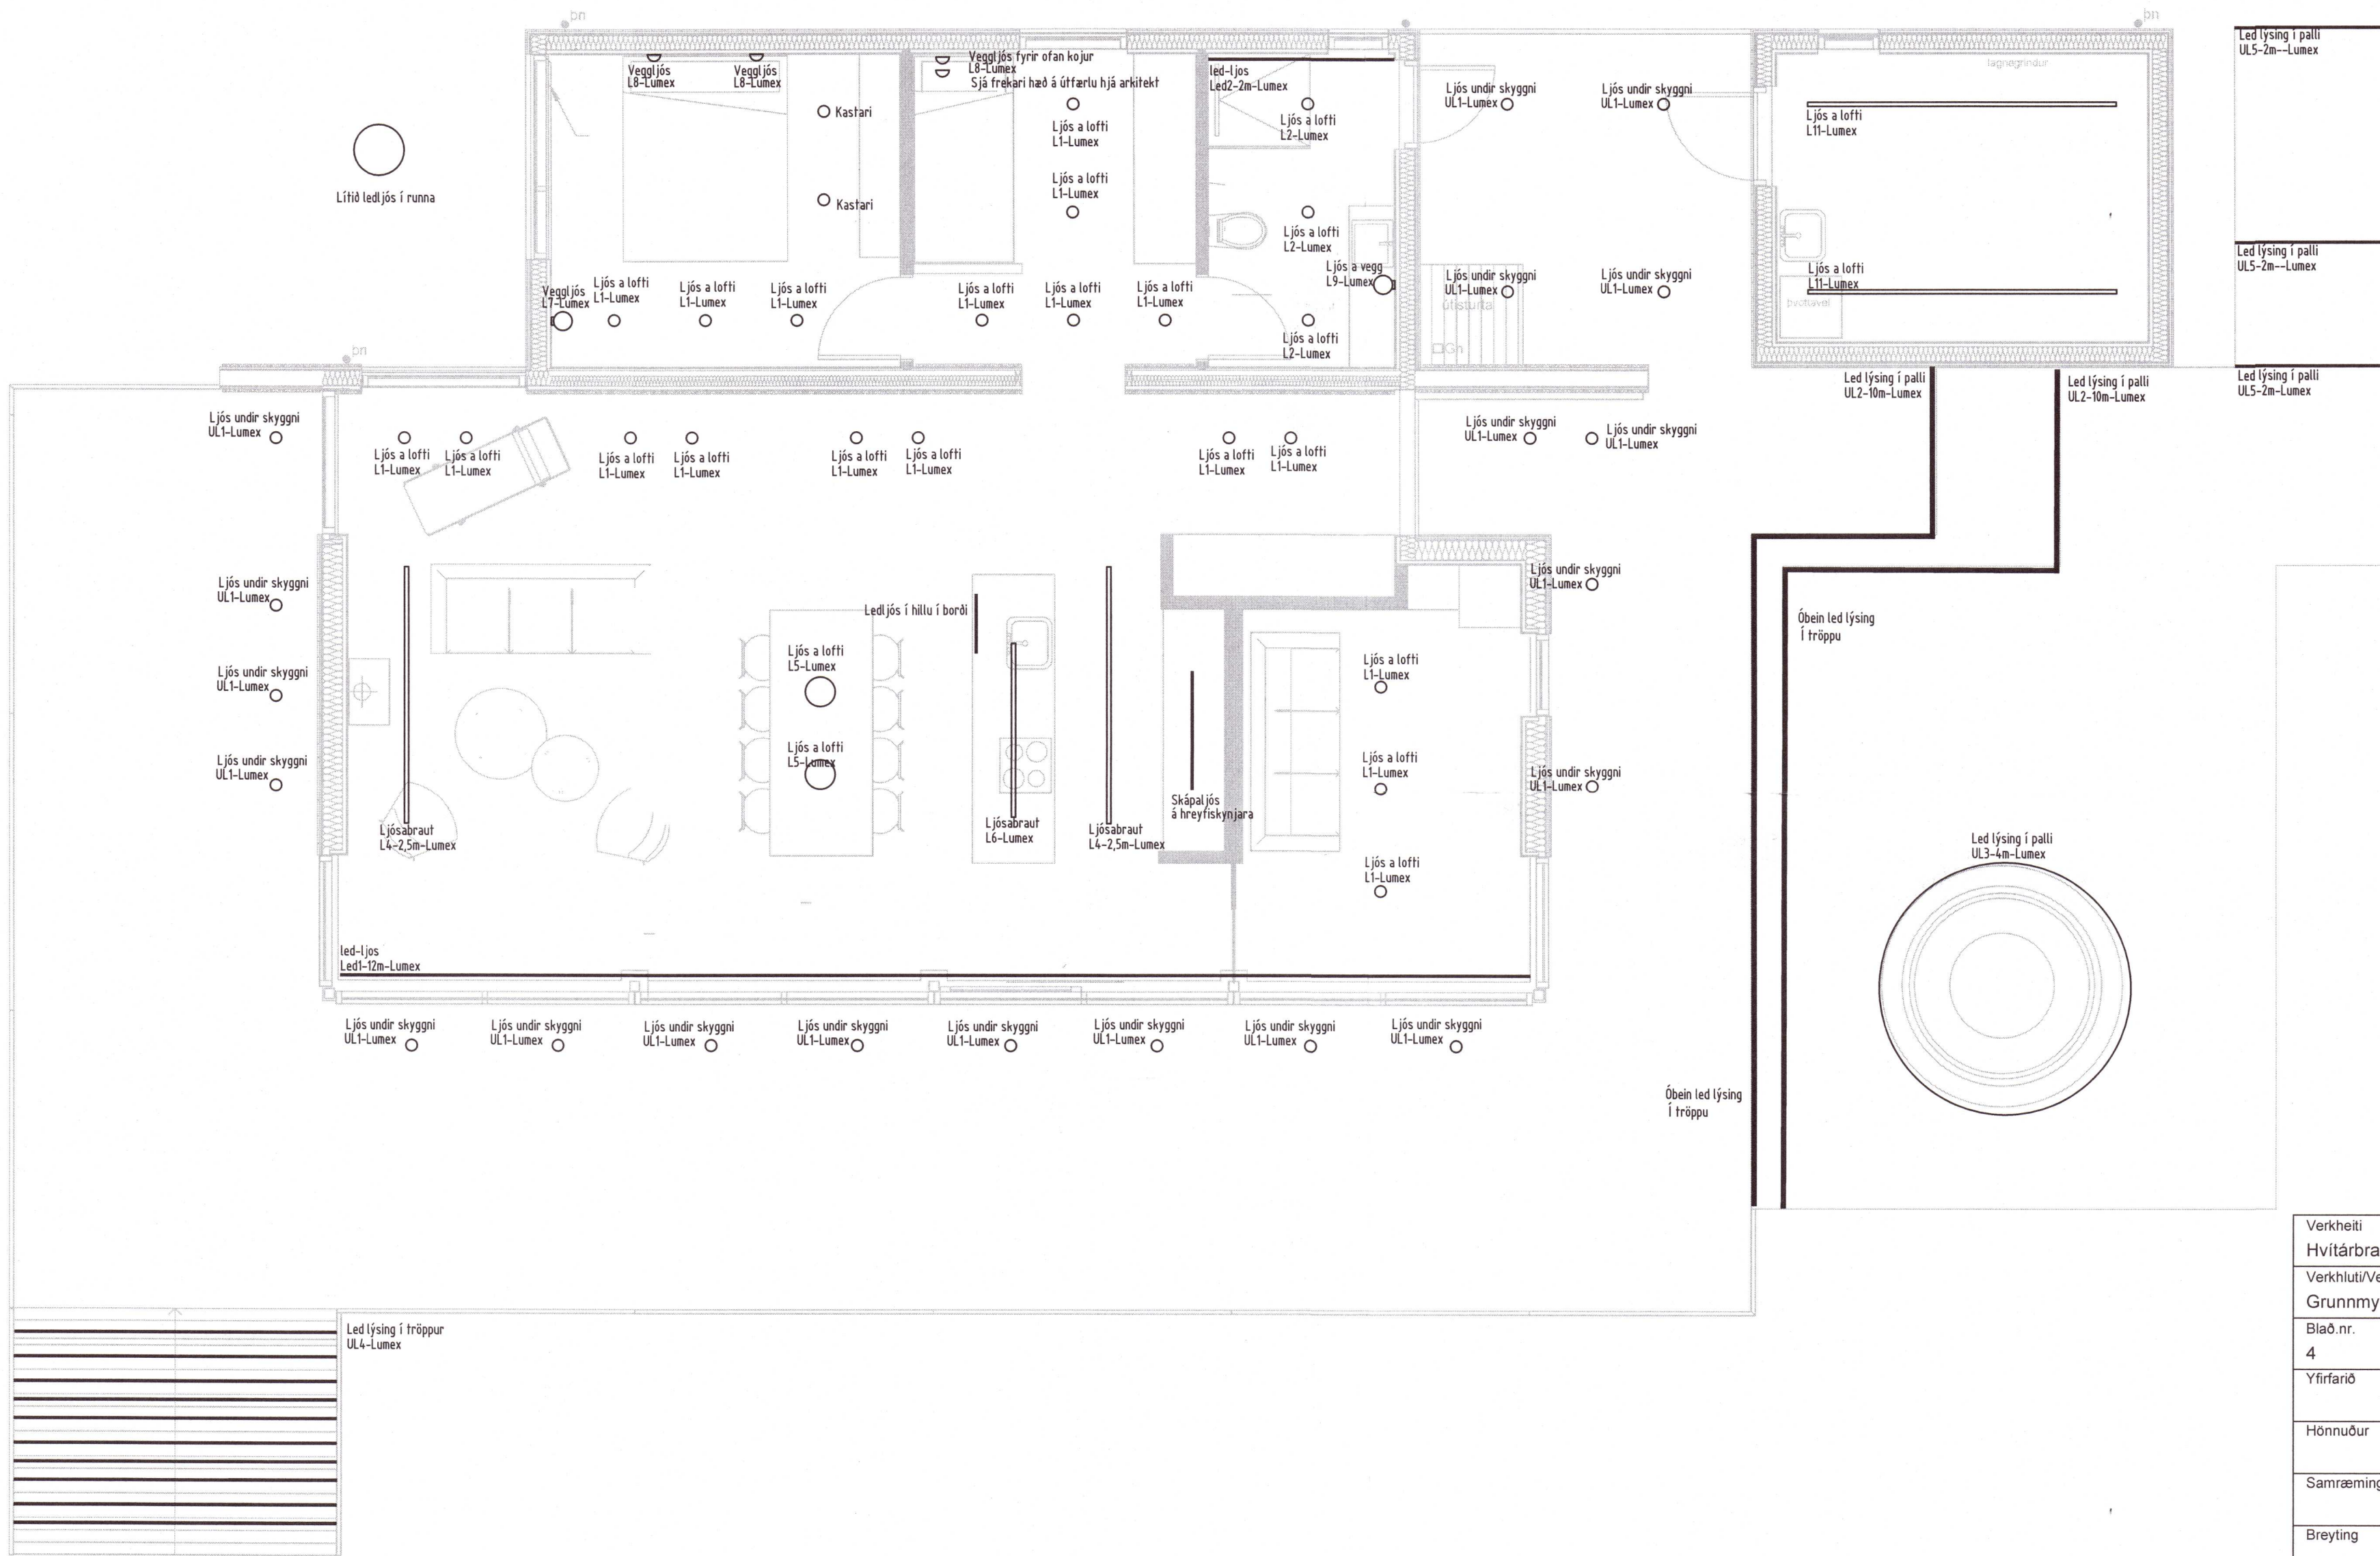 þn
þn
Veggljós
L8-Lumex
Veggljós
L8-Lumex
Veggljós fyrir ofan kojur
L8-Lumex
Sjá frekari hæð á útfærlu hjá arkitekt
led-ljos
Led2-2m-Lumex
Ljós undir skyggni
UL1-Lumex
Ljós undir skyggni
UL1-Lumex
lagnagrindur
Led lýsing í palli
UL5-2m--Lumex
Kastari
Ljós a lofti
L1-Lumex
Ljós a lofti
L2-Lumex
Ljós a lofti
L11-Lumex
Lítið ledljós í runna
Kastari
Ljós a lofti
L1-Lumex
Ljós a lofti
L2-Lumex
Led lýsing í palli
UL5-2m--Lumex
Veggljós
L7-Lumex
Ljós a lofti
L1-Lumex
Ljós a lofti
L1-Lumex
Ljós a lofti
L1-Lumex
Ljós a lofti
L1-Lumex
Ljós a lofti
L1-Lumex
Ljós a lofti
L1-Lumex
Ljós a vegg
L9-Lumex
Ljós undir skyggni
UL1-Lumex
útisturta
Ljós undir skyggni
UL1-Lumex
Ljós a lofti
L11-Lumex
þvottavél
Ljós a lofti
L2-Lumex
Gn
þn
Led lýsing í palli
UL2-10m-Lumex
Led lýsing í palli
UL2-10m-Lumex
Led lýsing í palli
UL5-2m-Lumex
Ljós undir skyggni
UL1-Lumex
Ljós a lofti
L1-Lumex
Ljós a lofti
L1-Lumex
Ljós a lofti
L1-Lumex
Ljós a lofti
L1-Lumex
Ljós a lofti
L1-Lumex
Ljós a lofti
L1-Lumex
Ljós a lofti
L1-Lumex
Ljós a lofti
L1-Lumex
Ljós undir skyggni
UL1-Lumex
Ljós undir skyggni
UL1-Lumex
Ljós undir skyggni
UL1-Lumex
Ledljós í hillu í borði
Ljós undir skyggni
UL1-Lumex
Óbein led lýsing
Í tröppu
Ljós undir skyggni
UL1-Lumex
Ljós a lofti
L5-Lumex
Ljós a lofti
L1-Lumex
Ljós undir skyggni
UL1-Lumex
Ljós a lofti
L5-Lumex
Ljós a lofti
L1-Lumex
Ljós undir skyggni
UL1-Lumex
Ljósabraut
L4-2,5m-Lumex
Ljósabraut
L6-Lumex
Ljósabraut
L4-2,5m-Lumex
Skápaljós
á hreyfiskynjara
Ljós a lofti
L1-Lumex
Led lýsing í palli
UL3-4m-Lumex
led-ljos
Led1-12m-Lumex
Ljós undir skyggni
UL1-Lumex
Ljós undir skyggni
UL1-Lumex
Ljós undir skyggni
UL1-Lumex
Ljós undir skyggni
UL1-Lumex
Ljós undir skyggni
UL1-Lumex
Ljós undir skyggni
UL1-Lumex
Ljós undir skyggni
UL1-Lumex
Ljós undir skyggni
UL1-Lumex
Óbein led lýsing
Í tröppu
Led lýsing í tröppur
UL4-Lumex
Verkheiti
Hvítárbra
Verkhluti/Ve
Grunnmy
Blað.nr.
4
Yfirfarið
Hönnuður
Samræming
Breyting